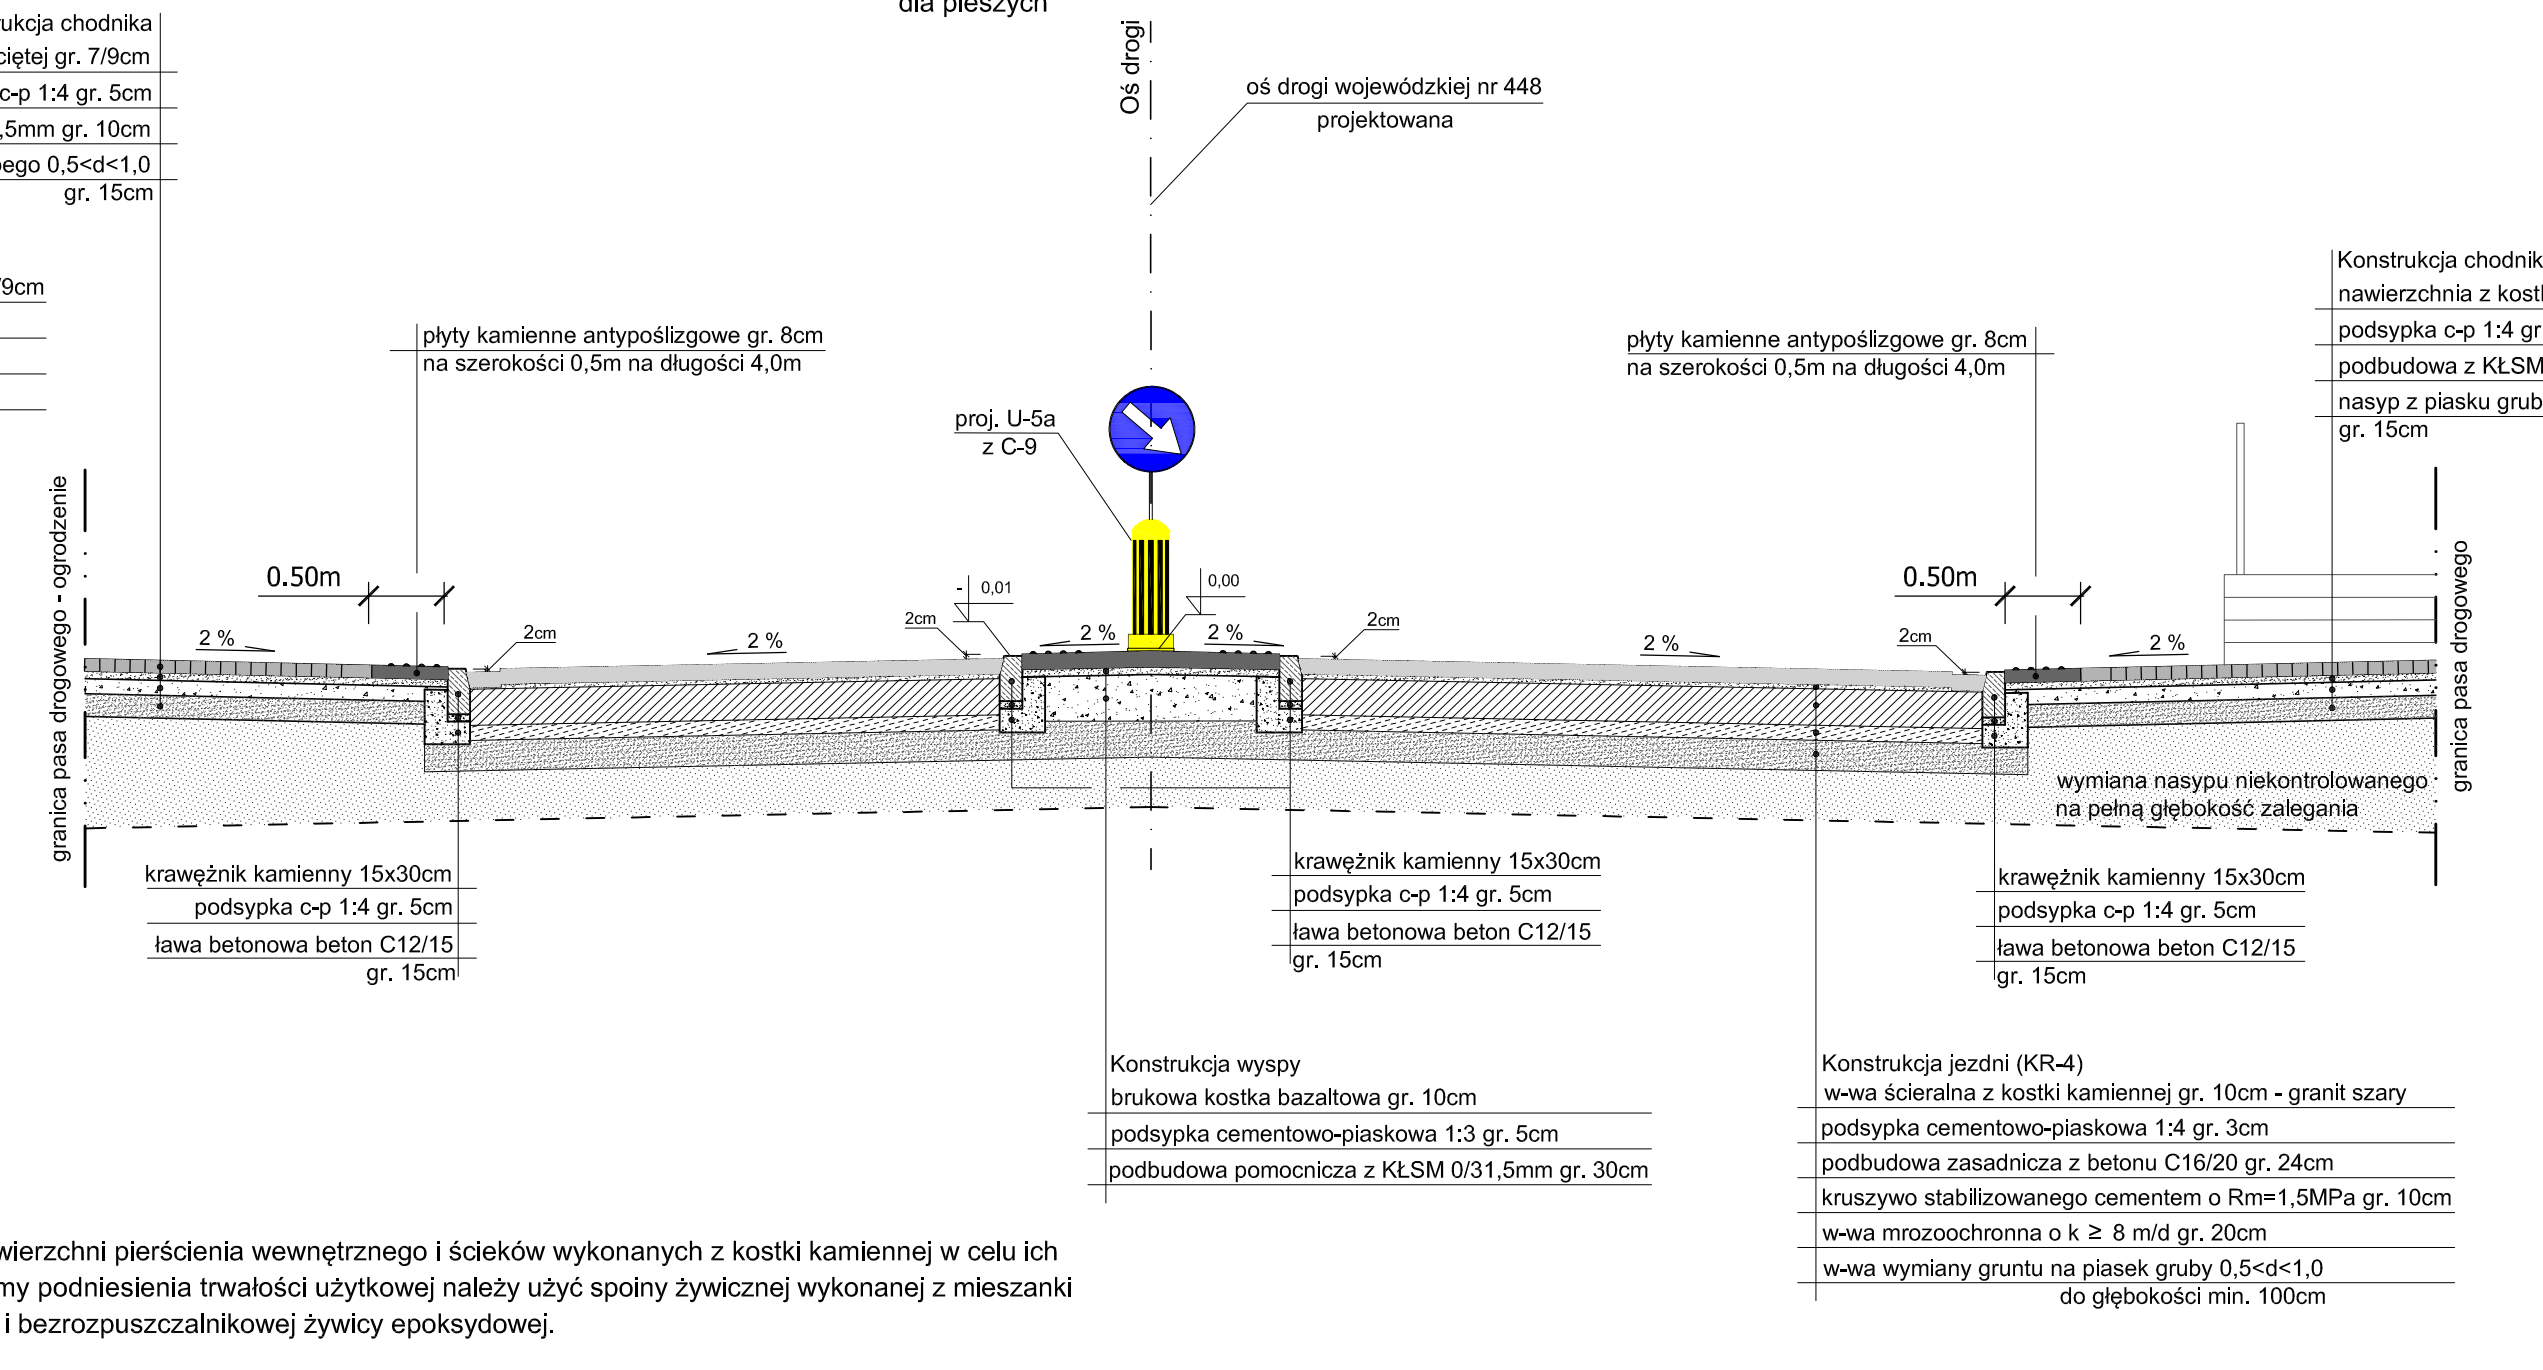 dla pieszych
Oś drogi
oś drogi wojewódzkiej nr 448
projektowana
chodnika
gr. 7/9cm
c-p 1:4 gr. 5cm
gr. 10cm
0,5<d<1,0
gr. 15cm
płyty kamienne antypoślizgowe gr. 8cm
na szerokości 0,5m na długości 4,0m
proj. U-5a
z C-9
płyty kamienne antypoślizgowe gr. 8cm
na szerokości 0,5m na długości 4,0m
Konstrukcja
nawierzchnia z
podsypka c-p 1:4
podbudowa z KŁSM
nasyp z piasku
gr. 15cm
granica pasa drogowego - ogrodzenie
0.50m
2 %
2cm
2 %
2cm
- 0,01
2 %
0,00
2 %
2cm
2 %
2cm
0.50m
2 %
granica pasa drogowego
wymiana nasypu niekontrolowanego
na pełną głębokość zalegania
krawężnik kamienny 15x30cm
podsypka c-p 1:4 gr. 5cm
ława betonowa beton C12/15
gr. 15cm
krawężnik kamienny 15x30cm
podsypka c-p 1:4 gr. 5cm
ława betonowa beton C12/15
gr. 15cm
krawężnik kamienny 15x30cm
podsypka c-p 1:4 gr. 5cm
ława betonowa beton C12/15
gr. 15cm
Konstrukcja wyspy
brukowa kostka bazaltowa gr. 10cm
podsypka cementowo-piaskowa 1:3 gr. 5cm
podbudowa pomocnicza z KŁSM 0/31,5mm gr. 30cm
Konstrukcja jezdni (KR-4)
w-wa ścieralna z kostki kamiennej gr. 10cm - granit szary
podsypka cementowo-piaskowa 1:4 gr. 3cm
podbudowa zasadnicza z betonu C16/20 gr. 24cm
kruszywo stabilizowanego cementem o Rm=1,5MPa gr. 10cm
w-wa mrozoochronna o k ≥ 8 m/d gr. 20cm
w-wa wymiany gruntu na piasek gruby 0,5<d<1,0
do głębokości min. 100cm
pierścienia wewnętrznego i ścieków wykonanych z kostki kamiennej w celu ich
podniesienia trwałości użytkowej należy użyć spoiny żywicznej wykonanej z mieszanki
i bezrozpuszczalnikowej żywicy epoksydowej.